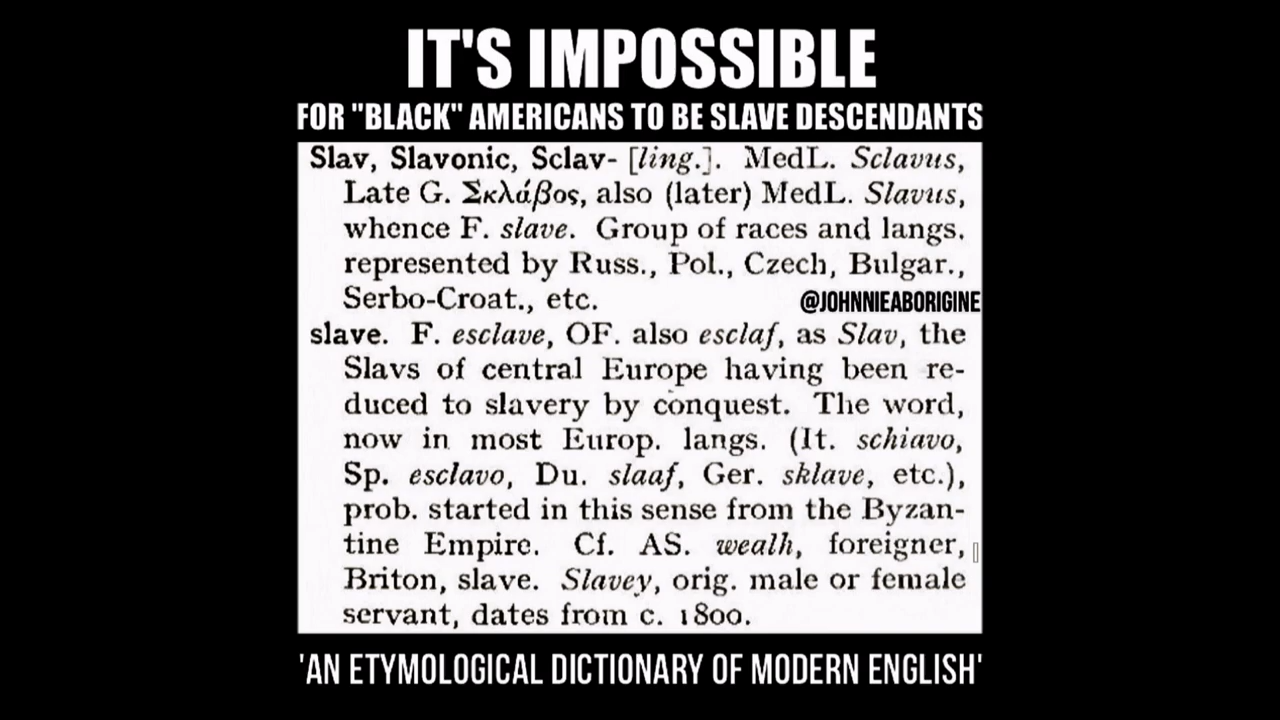 IT'S IMPOSSIBLE
FOR "BLACK" AMERICANS TO BE SLAVE DESCENDANTS
Slav, Slavonic, Sclav- [ling.]. MedL. Sclavus,
Late G. Σκλάβος, also (later) MedL. Slavus,
whence F. slave. Group of races and langs.
represented by Russ., Pol., Czech, Bulgar.,
Serbo-Croat., etc.
@JOHNNIEABORIGINE
slave. F. esclave, OF. also esclaf, as Slav, the
Slavs of central Europe having been re-
duced to slavery by conquest. The word,
now in most Europ. langs. (It. schiavo,
Sp. esclavo, Du. slaaf, Ger. sklave, etc.),
prob. started in this sense from the Byzan-
tine Empire. Cf. AS. wealh, foreigner,
Briton, slave. Slavey, orig. male or female
servant, dates from c. 1800.
'AN ETYMOLOGICAL DICTIONARY OF MODERN ENGLISH'